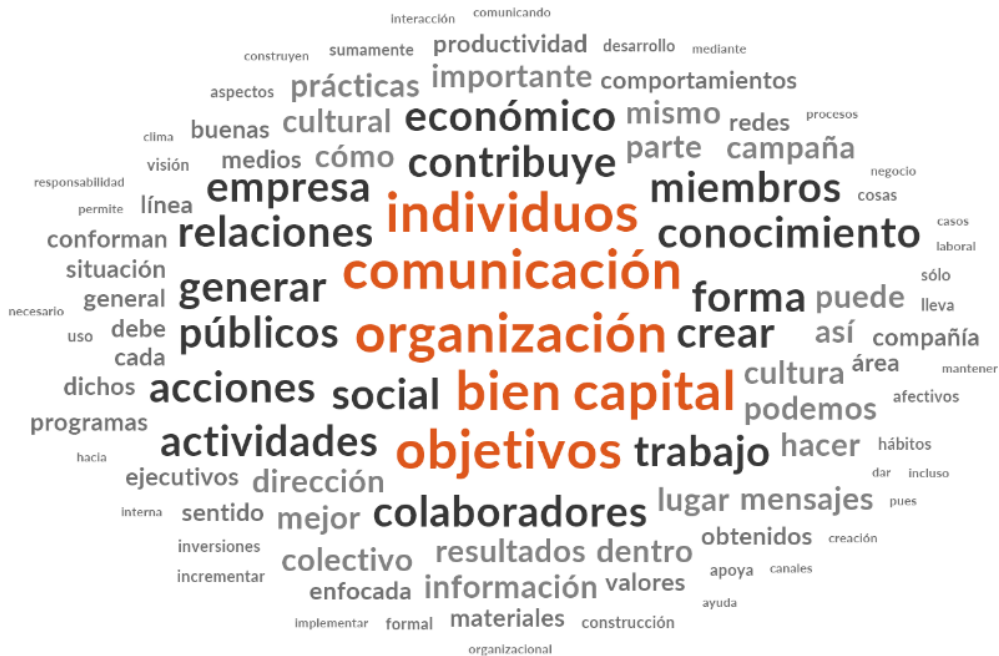 interacción comunicando
construyen sumamente productividad desarrollo mediante
aspectos prácticas importante comportamientos
clima buenas cultural económico mismo redes procesos
visión medios cómo contribuye parte campaña
responsabilidad empresa individuos miembros negocio cosas
permite línea
conforman relaciones conocimiento casos laboral
situación comunicación
general generar forma puede sólo lleva
necesario
uso debe públicos organización crear así compañía
cada
dichos acciones social bien capital cultura área mantener
programas podemos afectivos
hacia actividades objetivos trabajo hacer hábitos
ejecutivos dirección dar incluso
interna sentido mejor colaboradores lugar mensajes pues
inversiones colectivo resultados dentro obtenidos creación
incrementar enfocada información valores apoya canales
implementar formal materiales construcción ayuda
organizacional